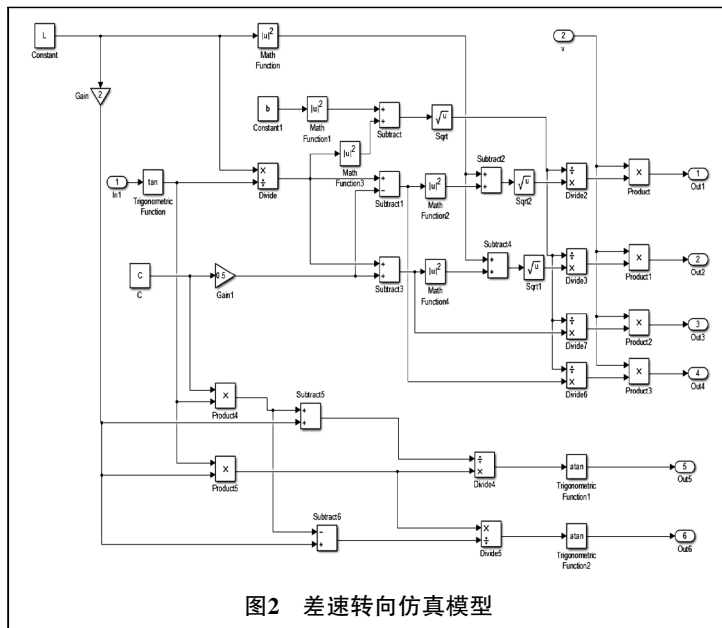 L
Constant
|u|²
Math
Function
2
v
Gain
2
b
Constant1
|u|²
Math
Function1
+
+
Subtract
√u
Sqrt
|u|²
Math
Function3
1
In1
tan
Trigonometric
Function
×
÷
Divide
+
−
Subtract1
|u|²
Math
Function2
Subtract2
+
+
√u
Sqrt2
÷
×
Divide2
×
Product
1
Out1
C
C
0.5
Gain1
+
+
Subtract3
|u|²
Math
Function4
Subtract4
+
+
√u
Sqrt1
÷
×
Divide3
×
Product1
2
Out2
÷
×
Divide7
×
Product2
3
Out3
÷
×
Divide6
×
Product3
4
Out4
×
Product4
Subtract5
+
+
×
Product5
÷
×
Divide4
atan
Trigonometric
Function1
5
Out5
Subtract6
−
+
×
÷
Divide5
atan
Trigonometric
Function2
6
Out6
图2 差速转向仿真模型